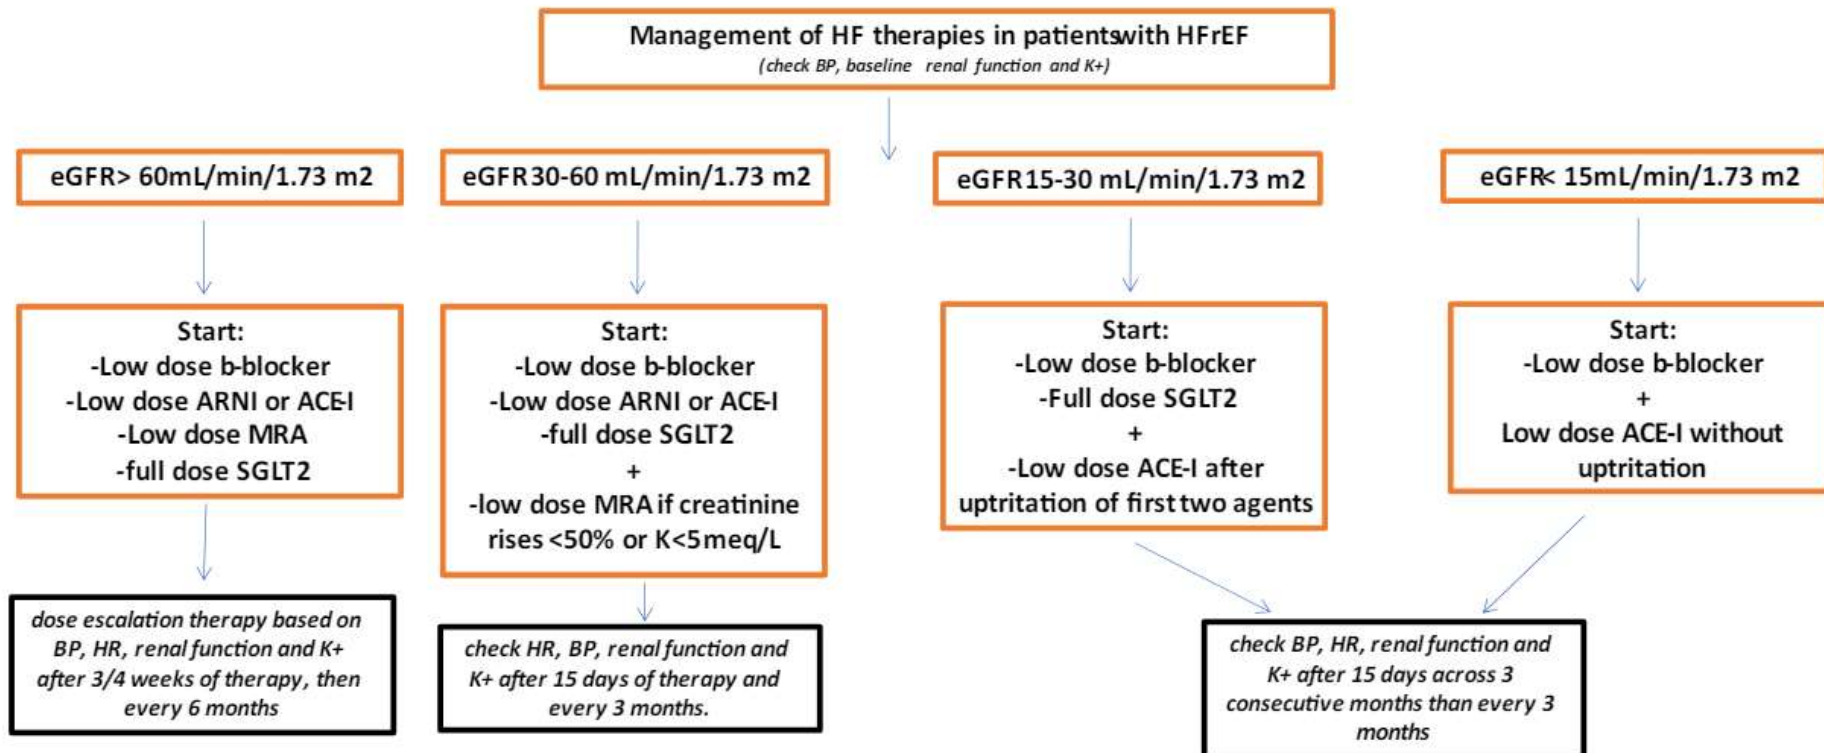 Management of HF therapies in patientswith HFrEF
(check BP, baseline renal function and K+)
eGFR> 60mL/min/1.73 m2
eGFR30-60 mL/min/1.73 m2
eGFR15-30 mL/min/1.73 m2
eGFR< 15mL/min/1.73 m2
Start:
-Low dose b-blocker
-Low dose ARNI or ACE-I
-Low dose MRA
-full dose SGLT2
Start:
-Low dose b-blocker
-Low dose ARNI or ACE-I
-full dose SGLT2
+
-low dose MRA if creatinine
rises <50% or K<5meq/L
Start:
-Low dose b-blocker
-Full dose SGLT2
+
-Low dose ACE-I after
uptritation of first two agents
Start:
-Low dose b-blocker
+
Low dose ACE-I without
uptritation
dose escalation therapy based on
BP, HR, renal function and K+
after 3/4 weeks of therapy, then
every 6 months
check HR, BP, renal function and
K+ after 15 days of therapy and
every 3 months.
check BP, HR, renal function and
K+ after 15 days across 3
consecutive months than every 3
months